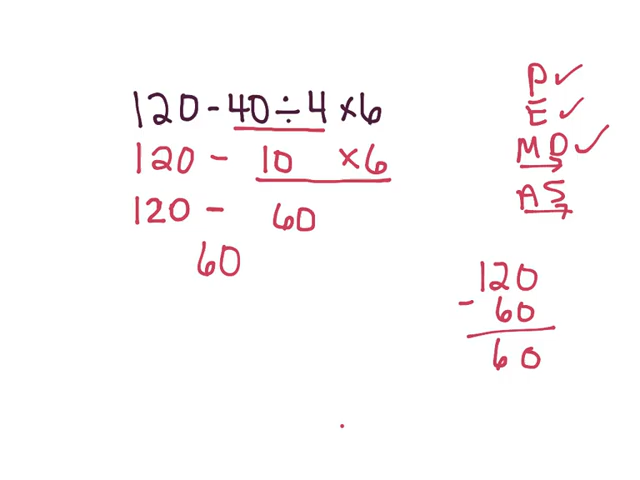 120 - 40 ÷ 4 × 6
120 - 10 × 6
120 - 60
60
P ✓
E ✓
MD ✓
AS
120
- 60
60